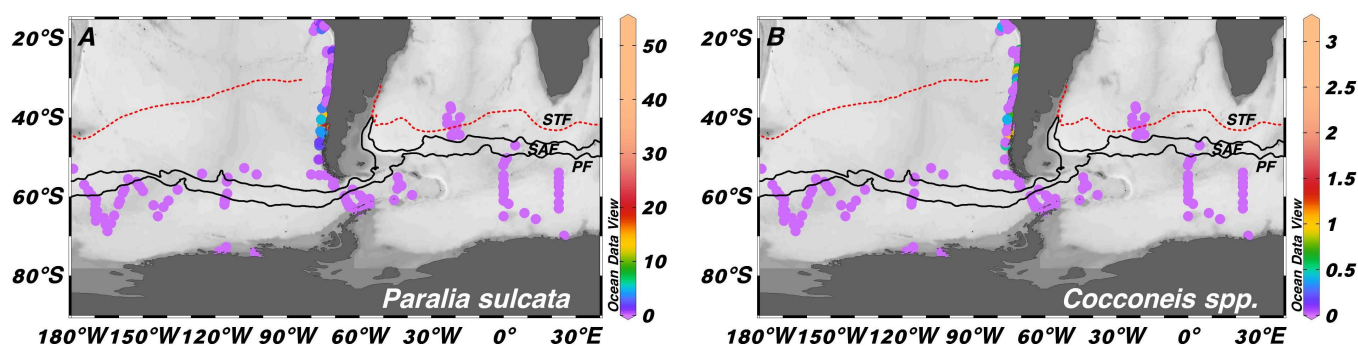 A
20°S
40°S
60°S
80°S
STF
SAF
PF
Paralia sulcata
180°W
150°W
120°W
90°W
60°W
30°W
0°
30°E
Ocean Data View
50
40
30
20
10
0
B
20°S
40°S
60°S
80°S
STF
SAF
PF
Cocconeis spp.
180°W
150°W
120°W
90°W
60°W
30°W
0°
30°E
Ocean Data View
3
2.5
2
1.5
1
0.5
0